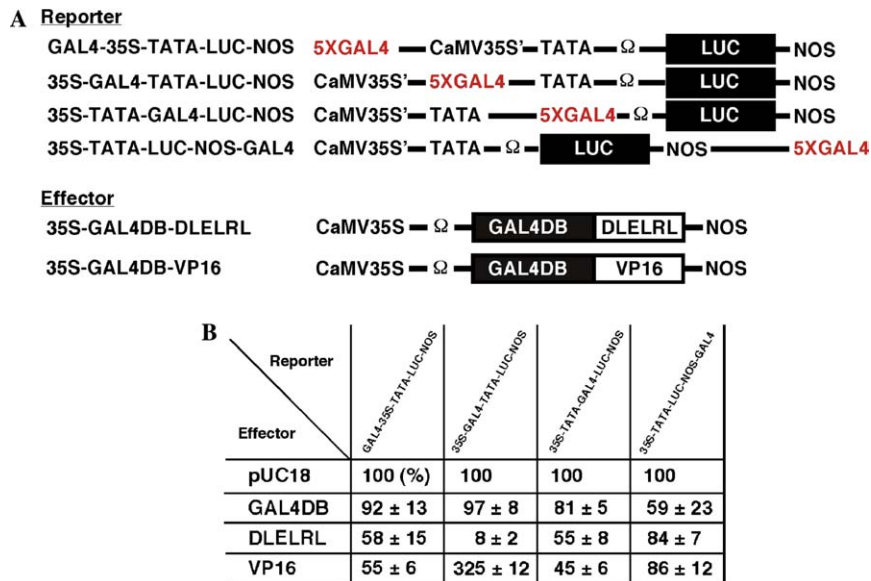 A Reporter
GAL4-35S-TATA-LUC-NOS 5XGAL4 CaMV35S' TATA Ω LUC NOS
35S-GAL4-TATA-LUC-NOS CaMV35S' 5XGAL4 TATA Ω LUC NOS
35S-TATA-GAL4-LUC-NOS CaMV35S' TATA 5XGAL4 Ω LUC NOS
35S-TATA-LUC-NOS-GAL4 CaMV35S' TATA Ω LUC NOS 5XGAL4
Effector
35S-GAL4DB-DLELRL CaMV35S Ω GAL4DB DLELRL NOS
35S-GAL4DB-VP16 CaMV35S Ω GAL4DB VP16 NOS
B
Reporter
Effector
GAL4-35S-TATA-LUC-NOS
35S-GAL4-TATA-LUC-NOS
35S-TATA-GAL4-LUC-NOS
35S-TATA-LUC-NOS-GAL4
pUC18 100 (%) 100 100 100
GAL4DB 92 ± 13 97 ± 8 81 ± 5 59 ± 23
DLELRL 58 ± 15 8 ± 2 55 ± 8 84 ± 7
VP16 55 ± 6 325 ± 12 45 ± 6 86 ± 12